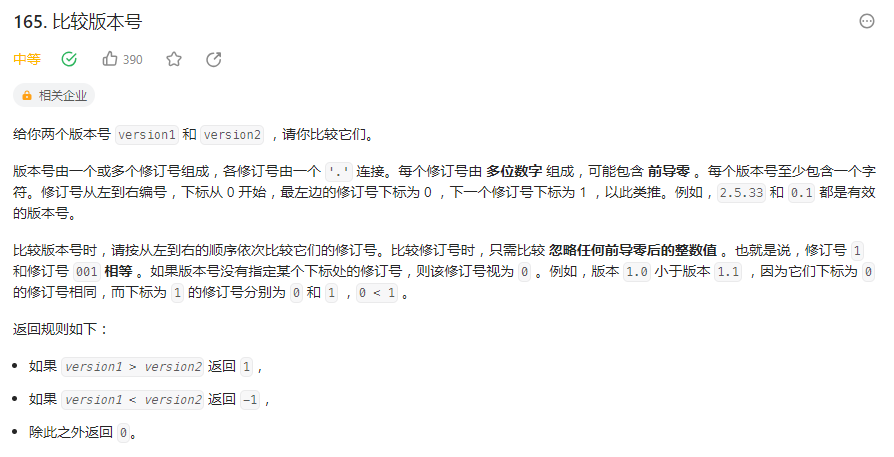 165. 比较版本号
中等 390
相关企业
给你两个版本号 version1 和 version2 ，请你比较它们。
版本号由一个或多个修订号组成，各修订号由一个 '.' 连接。每个修订号由 多位数字 组成，可能包含 前导零 。每个版本号至少包含一个字
符。修订号从左到右编号，下标从 0 开始，最左边的修订号下标为 0 ，下一个修订号下标为 1 ，以此类推。例如，2.5.33 和 0.1 都是有效
的版本号。
比较版本号时，请按从左到右的顺序依次比较它们的修订号。比较修订号时，只需比较 忽略任何前导零后的整数值 。也就是说，修订号 1
和修订号 001 相等 。如果版本号没有指定某个下标处的修订号，则该修订号视为 0 。例如，版本 1.0 小于版本 1.1 ，因为它们下标为 0
的修订号相同，而下标为 1 的修订号分别为 0 和 1 ，0 < 1 。
返回规则如下：
• 如果 version1 > version2 返回 1 ，
• 如果 version1 < version2 返回 -1 ，
• 除此之外返回 0。